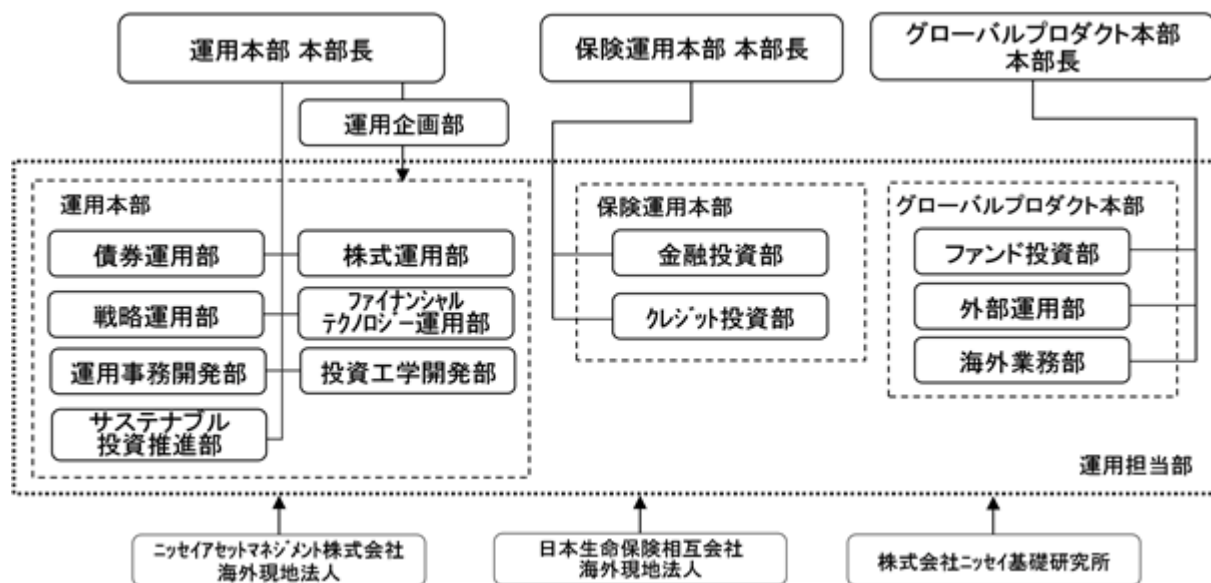 運用本部 本部長
保険運用本部 本部長
グローバルプロダクト本部
本部長
運用企画部
運用本部
債券運用部
株式運用部
戦略運用部
ファイナンシャル
テクノロジー運用部
運用事務開発部
投資工学開発部
サステナブル
投資推進部
保険運用本部
金融投資部
クレジット投資部
グローバルプロダクト本部
ファンド投資部
外部運用部
海外業務部
運用担当部
ニッセイアセットマネジメント株式会社
海外現地法人
日本生命保険相互会社
海外現地法人
株式会社ニッセイ基礎研究所